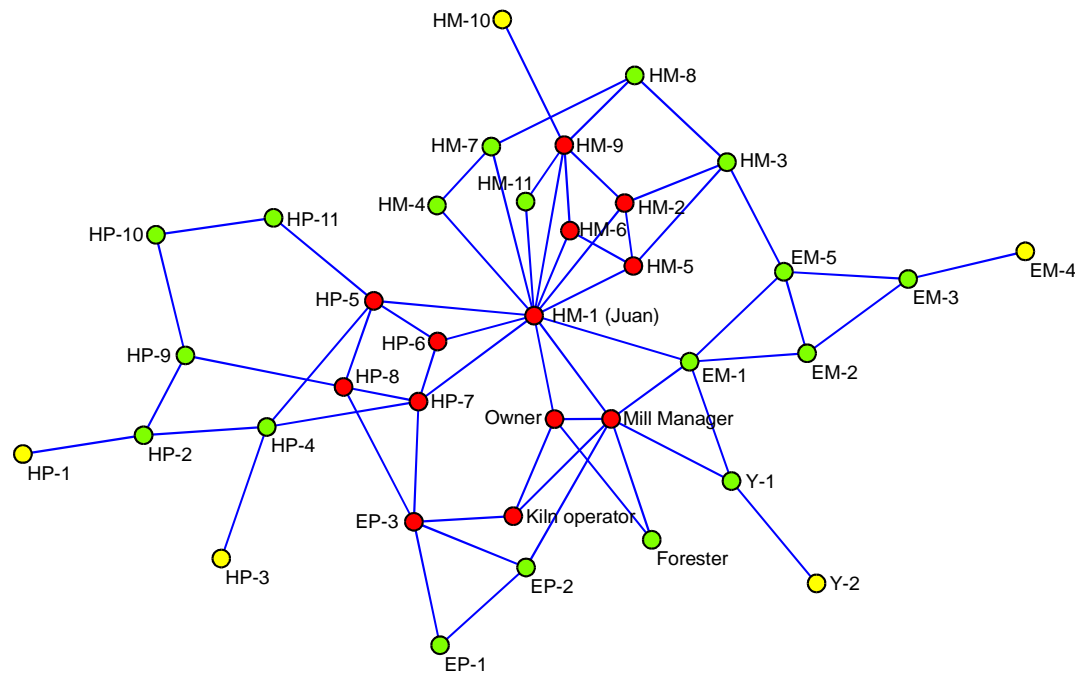 HM-10
HM-8
HM-7
HM-9
HM-3
HM-11
HM-4
HM-2
HP-11
HM-6
HP-10
EM-5
HM-5
EM-4
EM-3
HP-5
HM-1 (Juan)
HP-6
HP-9
HP-8
EM-1
EM-2
HP-7
Owner
Mill Manager
HP-4
HP-2
HP-1
Y-1
EP-3
Kiln operator
Forester
HP-3
EP-2
Y-2
EP-1